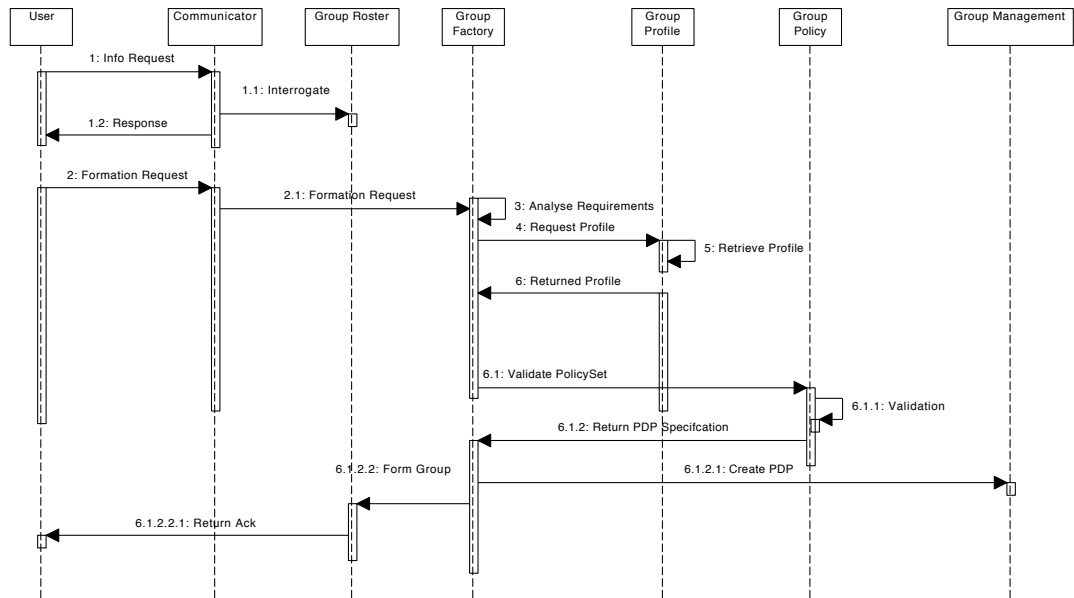 User
Communicator
Group Roster
Group
Factory
Group
Profile
Group
Policy
Group Management
1: Info Request
1.1: Interrogate
1.2: Response
2: Formation Request
2.1: Formation Request
3: Analyse Requirements
4: Request Profile
5: Retrieve Profile
6: Returned Profile
6.1: Validate PolicySet
6.1.1: Validation
6.1.2: Return PDP Specifcation
6.1.2.2: Form Group
6.1.2.1: Create PDP
6.1.2.2.1: Return Ack